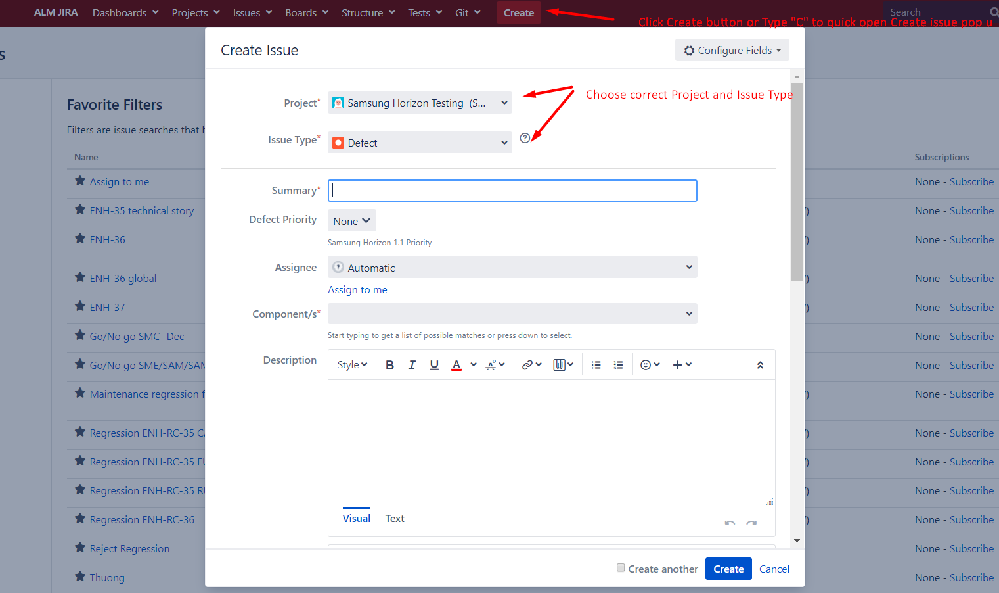 ALM JIRA Dashboards Projects Issues Boards Structure Tests Git Create Search
Click Create button or Type "C" to quick open Create issue pop u
s
Create Issue
Configure Fields
Project* Samsung Horizon Testing (S...
Choose correct Project and Issue Type
Issue Type* Defect
Summary*
Defect Priority None
Samsung Horizon 1.1 Priority
Assignee Automatic
Assign to me
Component/s*
Start typing to get a list of possible matches or press down to select.
Description
Style B I U A
Visual Text
Create another Create Cancel
Favorite Filters
Filters are issue searches that
Name Subscriptions
Assign to me None - Subscribe
ENH-35 technical story ) None - Subscribe
ENH-36 ) None - Subscribe
ENH-36 global ) None - Subscribe
ENH-37 ) None - Subscribe
Go/No go SMC- Dec None - Subscribe
Go/No go SME/SAM/SAM None - Subscribe
Maintenance regression f ) None - Subscribe
Regression ENH-RC-35 CA ) None - Subscribe
Regression ENH-RC-35 EU ) None - Subscribe
Regression ENH-RC-35 RU ) None - Subscribe
Regression ENH-RC-36 ) None - Subscribe
Reject Regression None - Subscribe
Thuong None - Subscribe